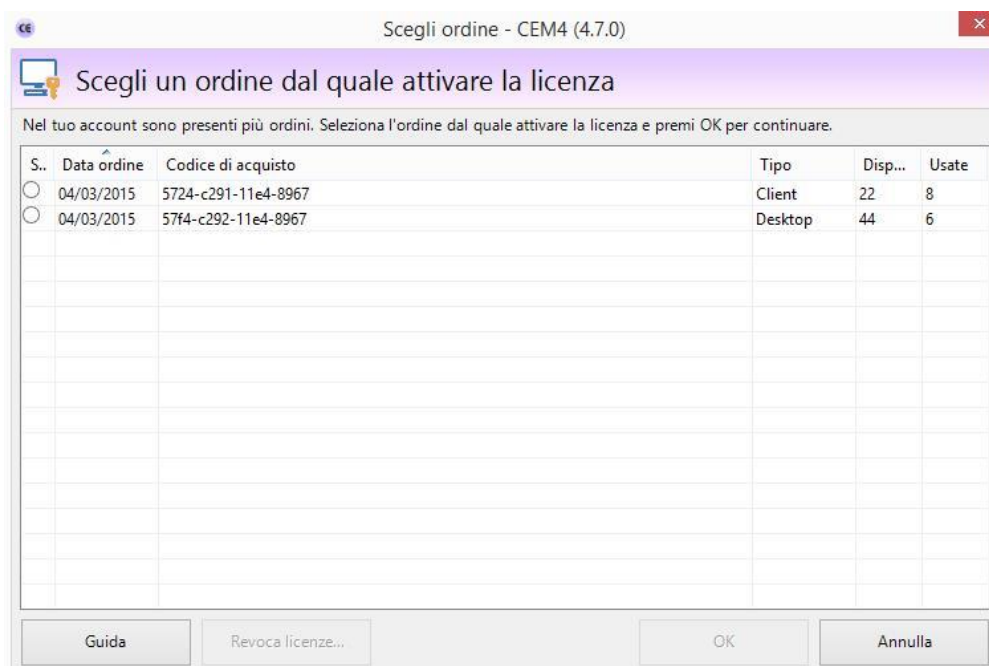 CE Scegli ordine - CEM4 (4.7.0)
Scegli un ordine dal quale attivare la licenza
Nel tuo account sono presenti più ordini. Seleziona l'ordine dal quale attivare la licenza e premi OK per continuare.
S.. Data ordine Codice di acquisto Tipo Disp... Usate
04/03/2015 5724-c291-11e4-8967 Client 22 8
04/03/2015 57f4-c292-11e4-8967 Desktop 44 6
Guida Revoca licenze... OK Annulla